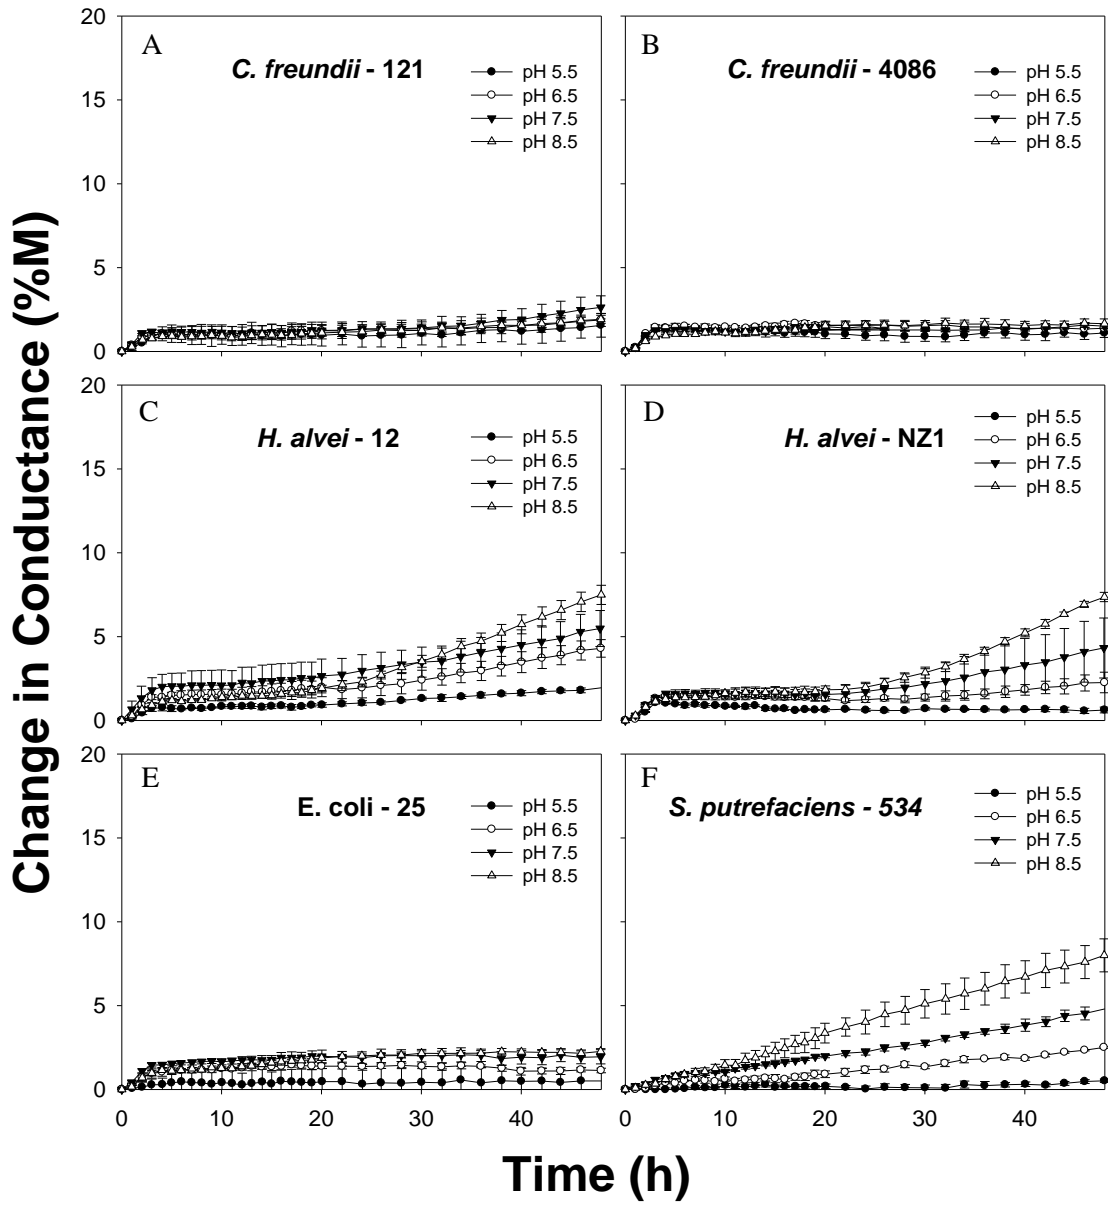 Change in Conductance (%M)
A
C. freundii - 121
pH 5.5
pH 6.5
pH 7.5
pH 8.5
20
15
10
5
0
B
C. freundii - 4086
pH 5.5
pH 6.5
pH 7.5
pH 8.5
C
H. alvei - 12
pH 5.5
pH 6.5
pH 7.5
pH 8.5
20
15
10
5
0
D
H. alvei - NZ1
pH 5.5
pH 6.5
pH 7.5
pH 8.5
E
E. coli - 25
pH 5.5
pH 6.5
pH 7.5
pH 8.5
20
15
10
5
0
0 10 20 30 40
F
S. putrefaciens - 534
pH 5.5
pH 6.5
pH 7.5
pH 8.5
0 10 20 30 40
Time (h)